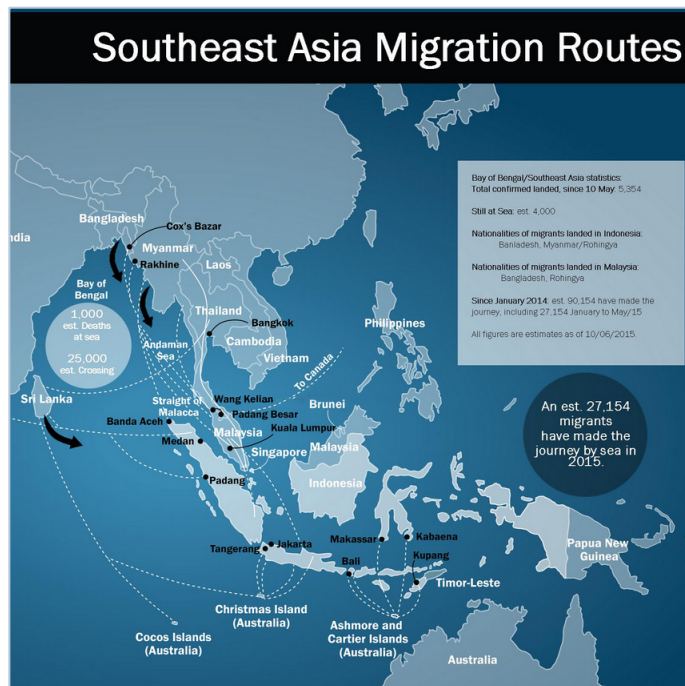 Southeast Asia Migration Routes
Bay of Bengal/Southeast Asia statistics:
Total confirmed landed, since 10 May: 5,354
Still at Sea: est. 4,000
Nationalities of migrants landed in Indonesia:
Banladesh, Myanmar/Rohingya
Nationalities of migrants landed in Malaysia:
Bangladesh, Rohingya
Since January 2014: est. 90,154 have made the
journey, including 27,154 January to May/15
All figures are estimates as of 10/06/2015.
Bangladesh
Cox's Bazar
ndia
Myanmar
Rakhine
Laos
Bay of
Bengal
1,000
est. Deaths
at sea
25,000
est. Crossing
Thailand
Bangkok
Andaman
Sea
Cambodia
Vietnam
Philippines
To Canada
Sri Lanka
Straight of
Malacca
Wang Kelian
Padang Besar
Brunei
Banda Aceh
Malaysia
Kuala Lumpur
Medan
Singapore
Malaysia
Padang
Indonesia
An est. 27,154
migrants
have made the
journey by sea in
2015.
Makassar
Kabaena
Jakarta
Tangerang
Papua New
Guinea
Bali
Kupang
Timor-Leste
Christmas Island
(Australia)
Cocos Islands
(Australia)
Ashmore and
Cartier Islands
(Australia)
Australia